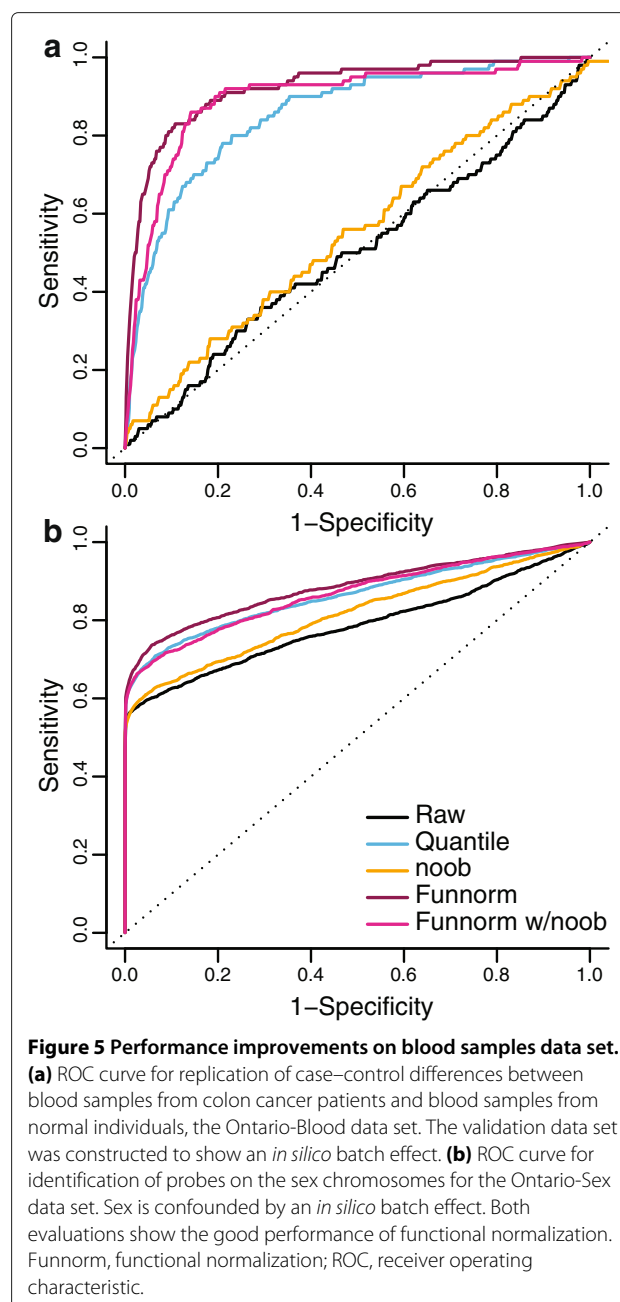 a
1.0
0.8
0.6
0.4
0.2
0.0
Sensitivity
0.0 0.2 0.4 0.6 0.8 1.0
1−Specificity
b
1.0
0.8
0.6
0.4
0.2
0.0
Sensitivity
Raw
Quantile
noob
Funnorm
Funnorm w/noob
0.0 0.2 0.4 0.6 0.8 1.0
1−Specificity
Figure 5 Performance improvements on blood samples data set.
(a) ROC curve for replication of case–control differences between
blood samples from colon cancer patients and blood samples from
normal individuals, the Ontario-Blood data set. The validation data set
was constructed to show an in silico batch effect. (b) ROC curve for
identification of probes on the sex chromosomes for the Ontario-Sex
data set. Sex is confounded by an in silico batch effect. Both
evaluations show the good performance of functional normalization.
Funnorm, functional normalization; ROC, receiver operating
characteristic.